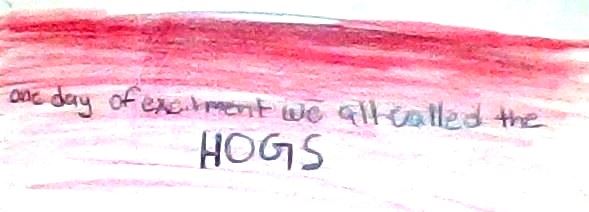 one day of excitment we all called the
HOGS